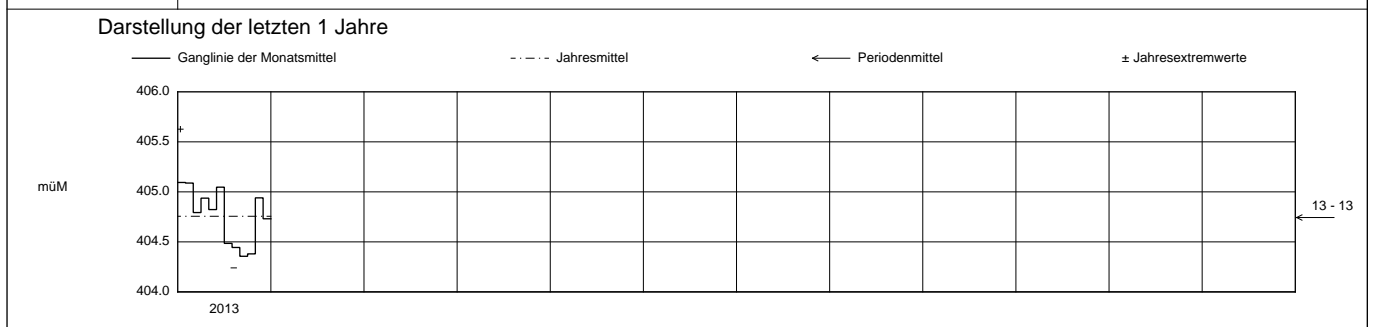 Darstellung der letzten 1 Jahre
Ganglinie der Monatsmittel Jahresmittel Periodenmittel ± Jahresextremwerte
406.0
405.5
müM 405.0
13 - 13
404.5
404.0
2013